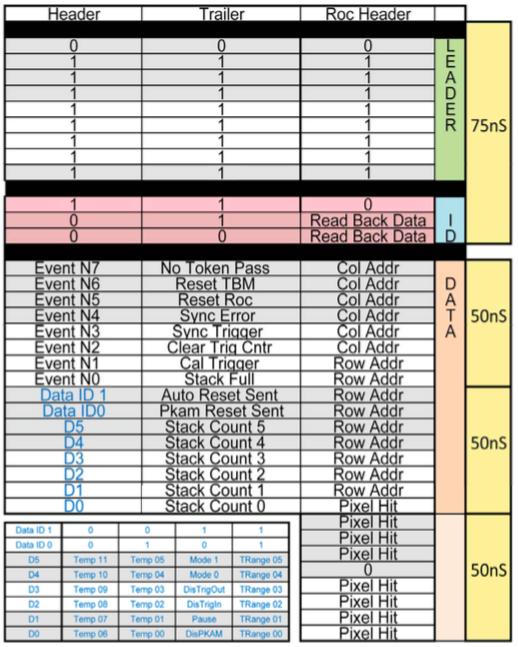 Header Trailer Roc Header
0 0 0 L
1 1 1 E
1 1 1 A
1 1 1 D
1 1 1 E
1 1 1 R 75nS
1 1 1
1 1 1
1 1 1
1 1 0
0 1 Read Back Data I
0 0 Read Back Data D
Event N7 No Token Pass Col Addr
Event N6 Reset TBM Col Addr D
Event N5 Reset Roc Col Addr A
Event N4 Sync Error Col Addr T 50nS
Event N3 Sync Trigger Col Addr A
Event N2 Clear Trig Cntr Col Addr
Event N1 Cal Trigger Row Addr
Event N0 Stack Full Row Addr
Data ID 1 Auto Reset Sent Row Addr
Data ID0 Pkam Reset Sent Row Addr
D5 Stack Count 5 Row Addr
D4 Stack Count 4 Row Addr 50nS
D3 Stack Count 3 Row Addr
D2 Stack Count 2 Row Addr
D1 Stack Count 1 Row Addr
D0 Stack Count 0 Pixel Hit
Pixel Hit
Pixel Hit
Pixel Hit
0 50nS
Pixel Hit
Pixel Hit
Pixel Hit
Pixel Hit
Data ID 1 0 0 1 1
Data ID 0 0 1 0 1
D5 Temp 11 Temp 05 Mode 1 TRange 05
D4 Temp 10 Temp 04 Mode 0 TRange 04
D3 Temp 09 Temp 03 DisTrigOut TRange 03
D2 Temp 08 Temp 02 DisTrigIn TRange 02
D1 Temp 07 Temp 01 Pause TRange 01
D0 Temp 06 Temp 00 DisPKAM TRange 00